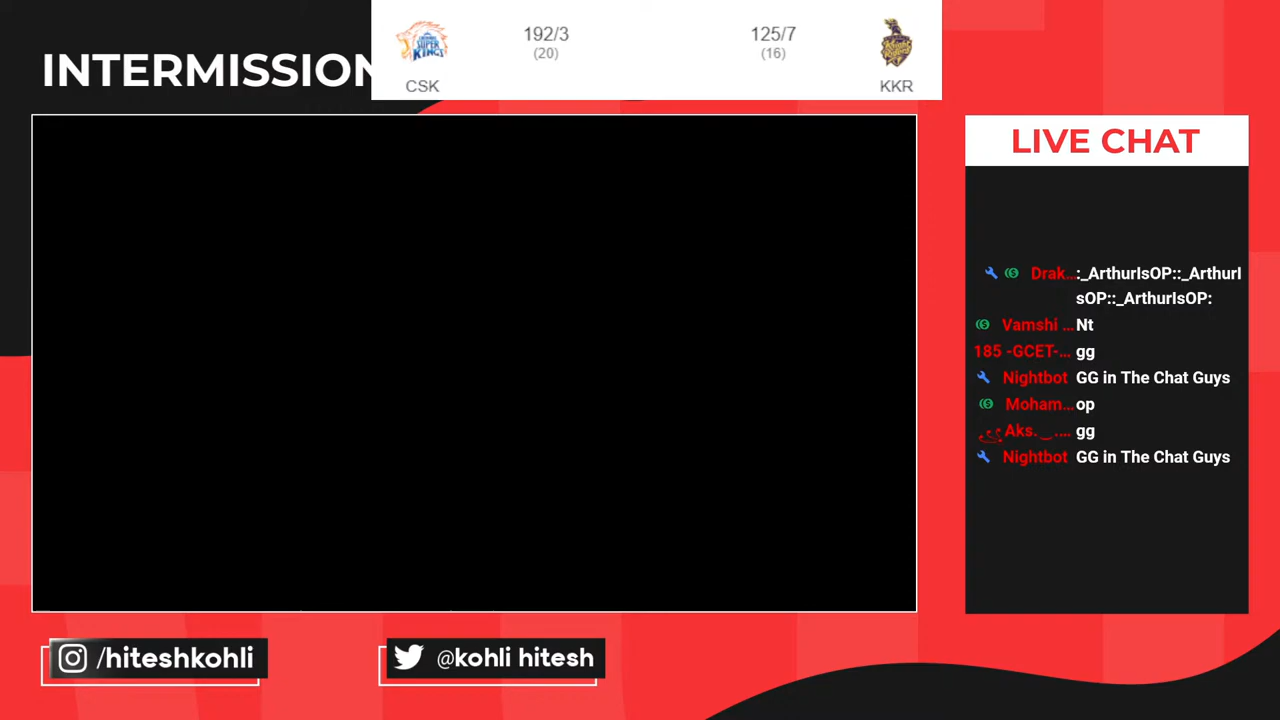 INTERMISSION
192/3
(20)
125/7
(16)
CSK
KKR
LIVE CHAT
Drak... :_ArthurIsOP::_ArthurI
sOP::_ArthurIsOP:
Vamshi ... Nt
185 -GCET-... gg
Nightbot GG in The Chat Guys
Moham... op
Aks._.... gg
Nightbot GG in The Chat Guys
/hiteshkohli
@kohli hitesh